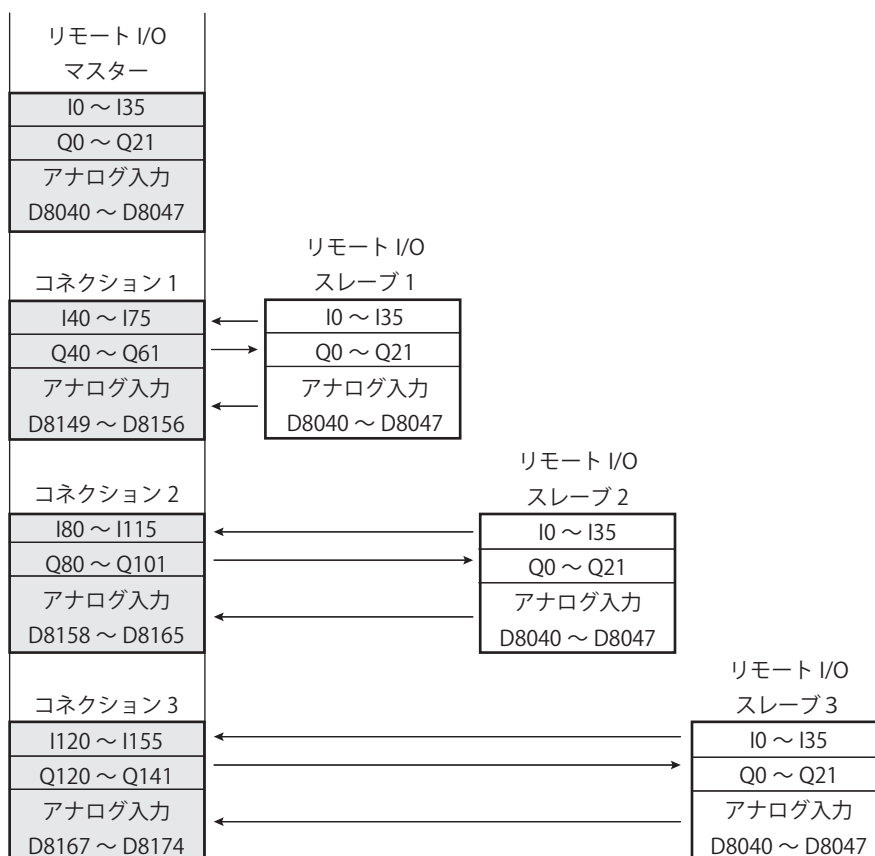 リモート I/O
マスター
I0 ～ I35
Q0 ～ Q21
アナログ入力
D8040 ～ D8047
リモート I/O
コネクション 1
スレーブ 1
I40 ～ I75
I0 ～ I35
Q40 ～ Q61
Q0 ～ Q21
アナログ入力
アナログ入力
D8149 ～ D8156
D8040 ～ D8047
リモート I/O
コネクション 2
スレーブ 2
I80 ～ I115
I0 ～ I35
Q80 ～ Q101
Q0 ～ Q21
アナログ入力
アナログ入力
D8158 ～ D8165
D8040 ～ D8047
リモート I/O
コネクション 3
スレーブ 3
I120 ～ I155
I0 ～ I35
Q120 ～ Q141
Q0 ～ Q21
アナログ入力
アナログ入力
D8167 ～ D8174
D8040 ～ D8047